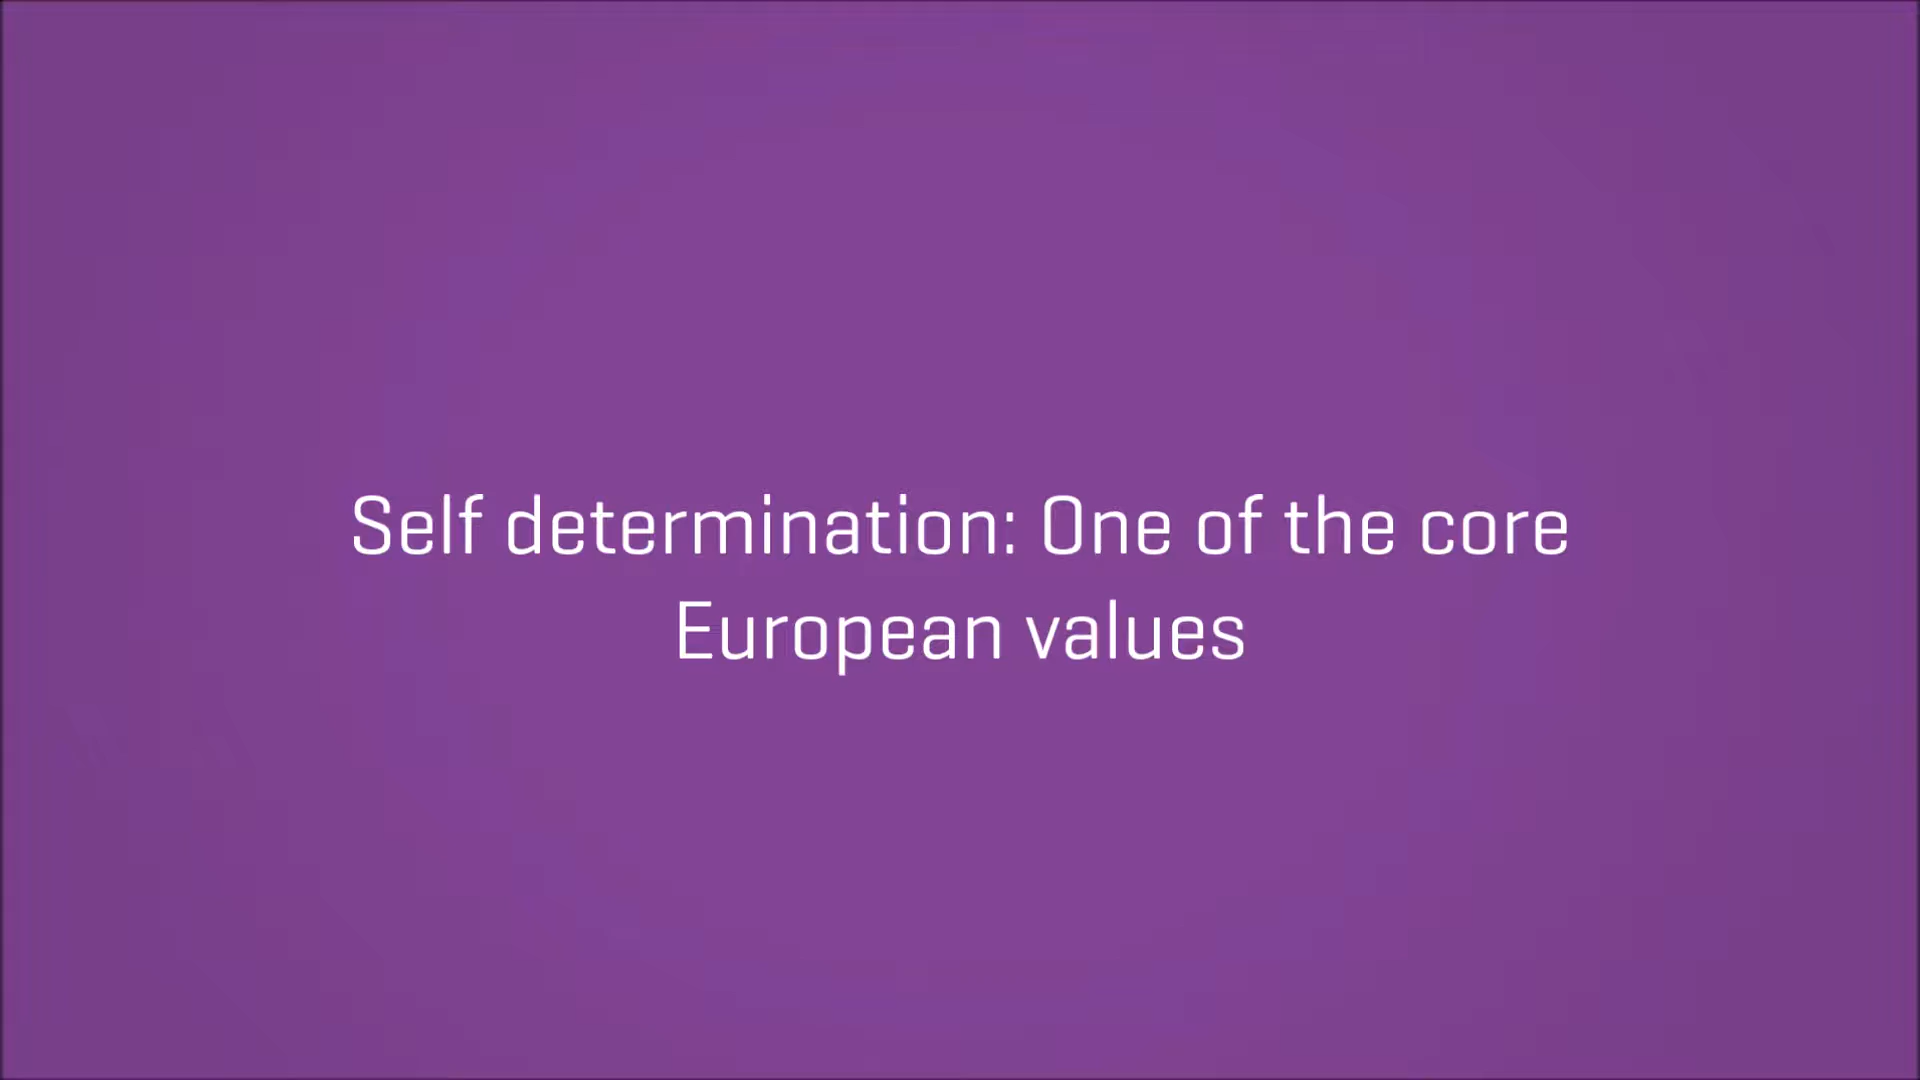 Self determination: One of the core
European values